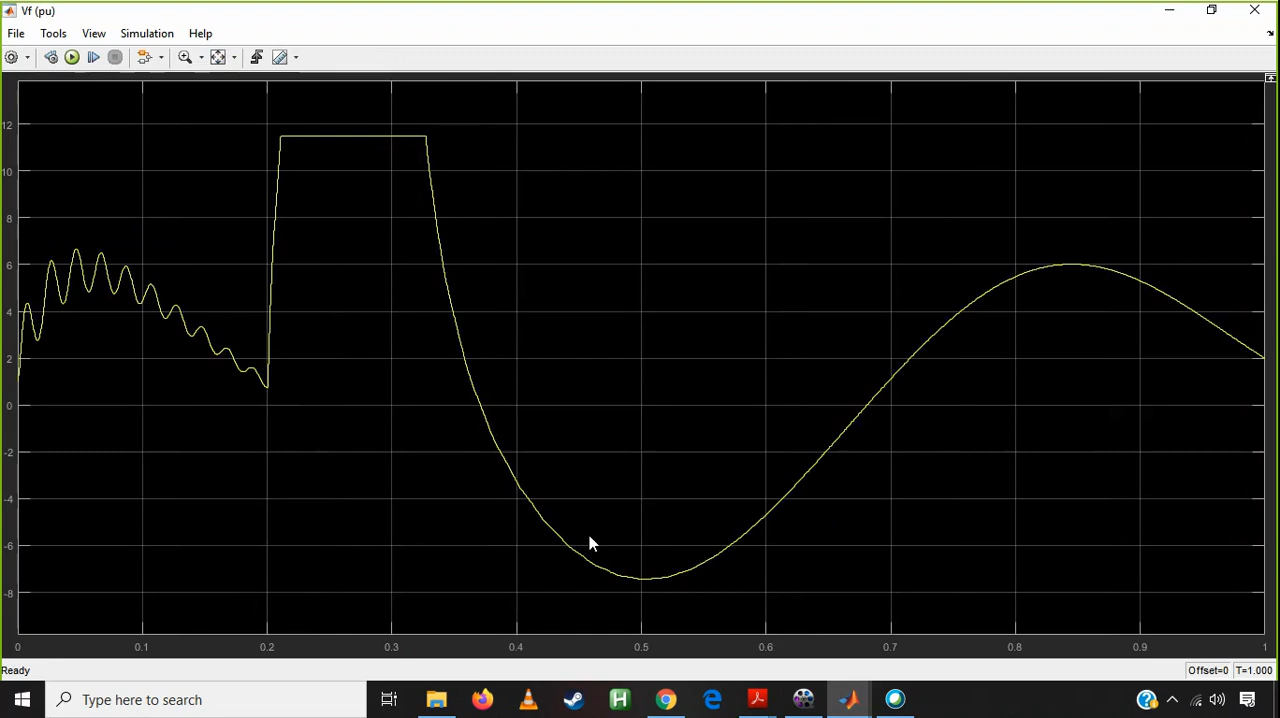 Vf (pu)
File Tools View Simulation Help
12
10
8
6
4
2
0
-2
-4
-6
-8
0 0.1 0.2 0.3 0.4 0.5 0.6 0.7 0.8 0.9 1
Ready Offset=0 T=1.000
Type here to search